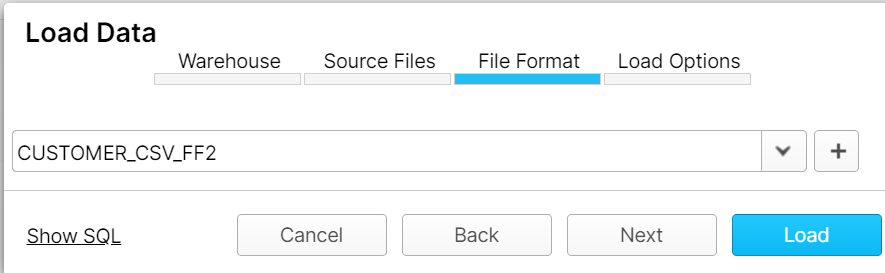 Load Data
Warehouse Source Files File Format Load Options
CUSTOMER_CSV_FF2
Show SQL Cancel Back Next Load